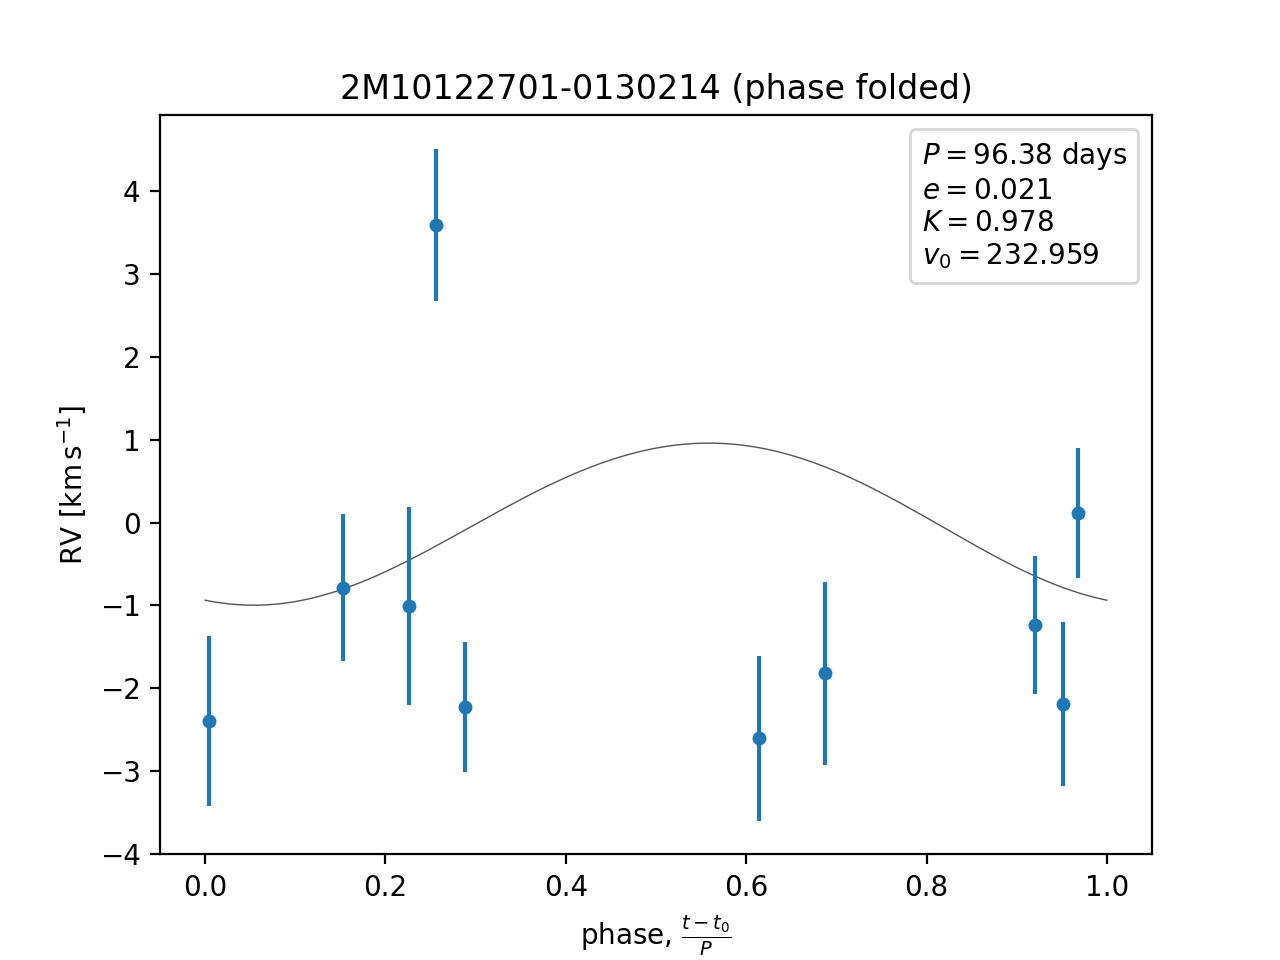 2M10122701-0130214 (phase folded)
P = 96.38 days
e = 0.021
K = 0.978
v₀ = 232.959
4
3
2
1
0
−1
−2
−3
−4
RV [km s⁻¹]
0.0 0.2 0.4 0.6 0.8 1.0
phase, (t − t₀)/P